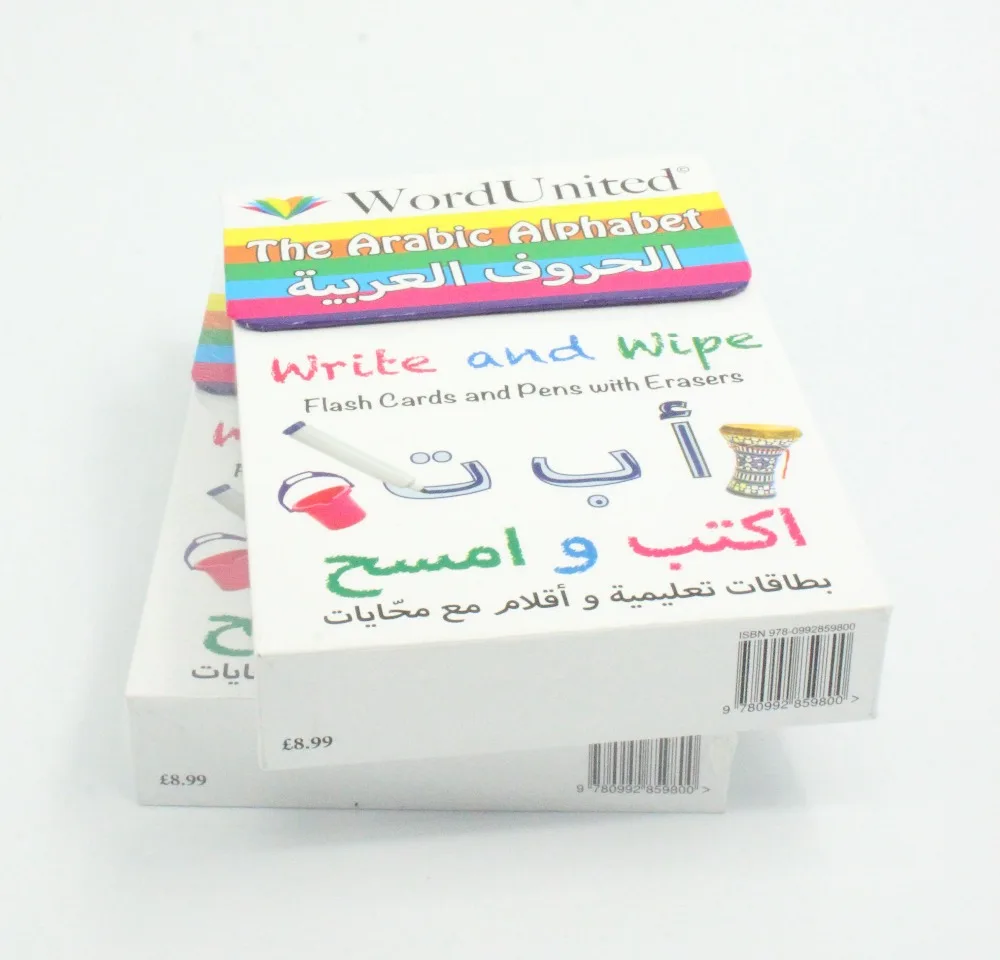 WordUnited©
The Arabic Alphabet
الحروف العربية
Write and Wipe
Flash Cards and Pens with Erasers
أ ب ت
اكتب و امسح
بطاقات تعليمية و أقلام مع محّايات
ISBN 978-0992859800
9 780992 859800 >
£8.99
£8.99
9 780992 859800 >